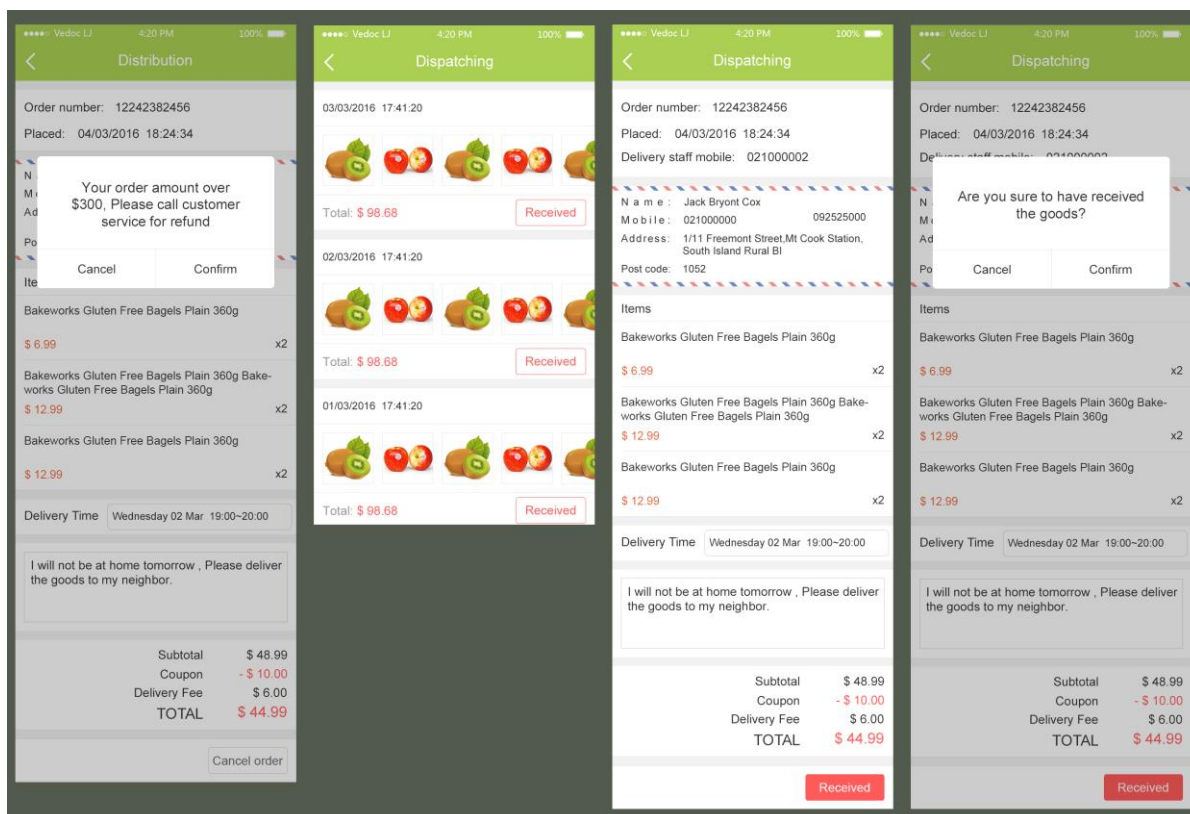 Vedoc LJ 4:20 PM 100%
Distribution
Order number: 12242382456
Placed: 04/03/2016 18:24:34
N
M
Ad
Po
Your order amount over
$300, Please call customer
service for refund
Cancel Confirm
Ite
Bakeworks Gluten Free Bagels Plain 360g
$ 6.99 x2
Bakeworks Gluten Free Bagels Plain 360g Bake-
works Gluten Free Bagels Plain 360g
$ 12.99 x2
Bakeworks Gluten Free Bagels Plain 360g
$ 12.99 x2
Delivery Time Wednesday 02 Mar 19:00~20:00
I will not be at home tomorrow , Please deliver
the goods to my neighbor.
Subtotal $ 48.99
Coupon - $ 10.00
Delivery Fee $ 6.00
TOTAL $ 44.99
Cancel order
Vedoc LJ 4:20 PM 100%
Dispatching
03/03/2016 17:41:20
Total: $ 98.68 Received
02/03/2016 17:41:20
Total: $ 98.68 Received
01/03/2016 17:41:20
Total: $ 98.68 Received
Vedoc LJ 4:20 PM 100%
Dispatching
Order number: 12242382456
Placed: 04/03/2016 18:24:34
Delivery staff mobile: 021000002
Name: Jack Bryont Cox
Mobile: 021000000 092525000
Address: 1/11 Freemont Street,Mt Cook Station,
South Island Rural Bl
Post code: 1052
Items
Bakeworks Gluten Free Bagels Plain 360g
$ 6.99 x2
Bakeworks Gluten Free Bagels Plain 360g Bake-
works Gluten Free Bagels Plain 360g
$ 12.99 x2
Bakeworks Gluten Free Bagels Plain 360g
$ 12.99 x2
Delivery Time Wednesday 02 Mar 19:00~20:00
I will not be at home tomorrow , Please deliver
the goods to my neighbor.
Subtotal $ 48.99
Coupon - $ 10.00
Delivery Fee $ 6.00
TOTAL $ 44.99
Received
Vedoc LJ 4:20 PM 100%
Dispatching
Order number: 12242382456
Placed: 04/03/2016 18:24:34
Delivery staff mobile: 021000002
N
M
Ad
Po
Are you sure to have received
the goods?
Cancel Confirm
Items
Bakeworks Gluten Free Bagels Plain 360g
$ 6.99 x2
Bakeworks Gluten Free Bagels Plain 360g Bake-
works Gluten Free Bagels Plain 360g
$ 12.99 x2
Bakeworks Gluten Free Bagels Plain 360g
$ 12.99 x2
Delivery Time Wednesday 02 Mar 19:00~20:00
I will not be at home tomorrow , Please deliver
the goods to my neighbor.
Subtotal $ 48.99
Coupon - $ 10.00
Delivery Fee $ 6.00
TOTAL $ 44.99
Received